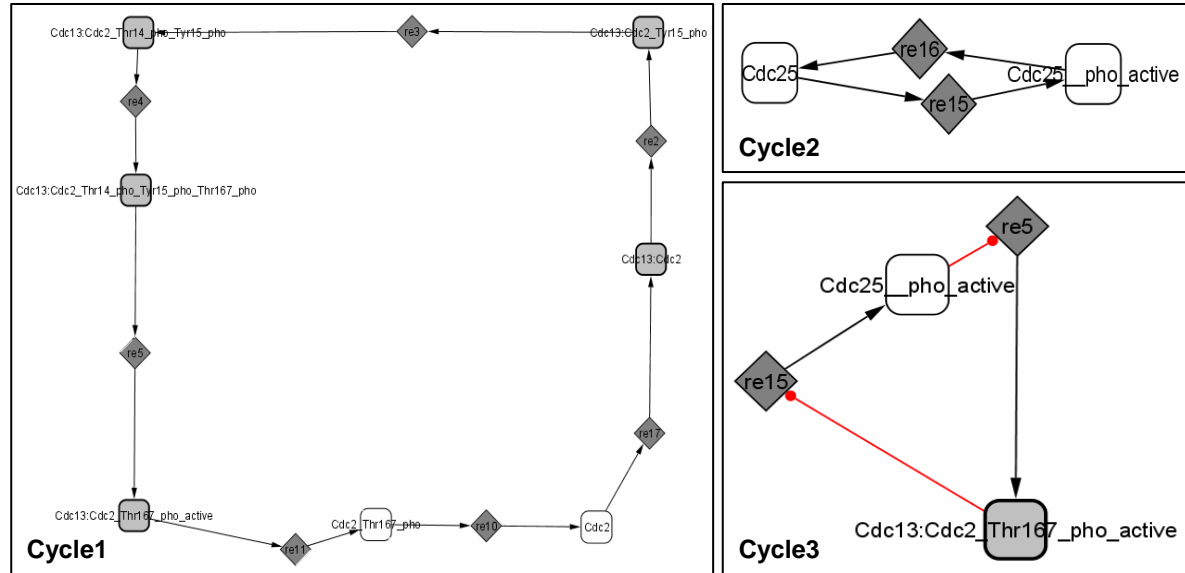 Cdc13:Cdc2_Thr14_pho_Tyr15_pho
re3
Cdc13:Cdc2_Tyr15_pho
re4
re2
Cdc13:Cdc2_Thr14_pho_Tyr15_pho_Thr167_pho
Cdc13:Cdc2
re5
re17
Cdc13:Cdc2_Thr167_pho_active
Cdc2_Thr167_pho
re10
Cdc2
re11
Cycle1
re16
Cdc25
Cdc25__pho_active
re15
Cycle2
re5
Cdc25__pho_active
re15
Cdc13:Cdc2_Thr167_pho_active
Cycle3